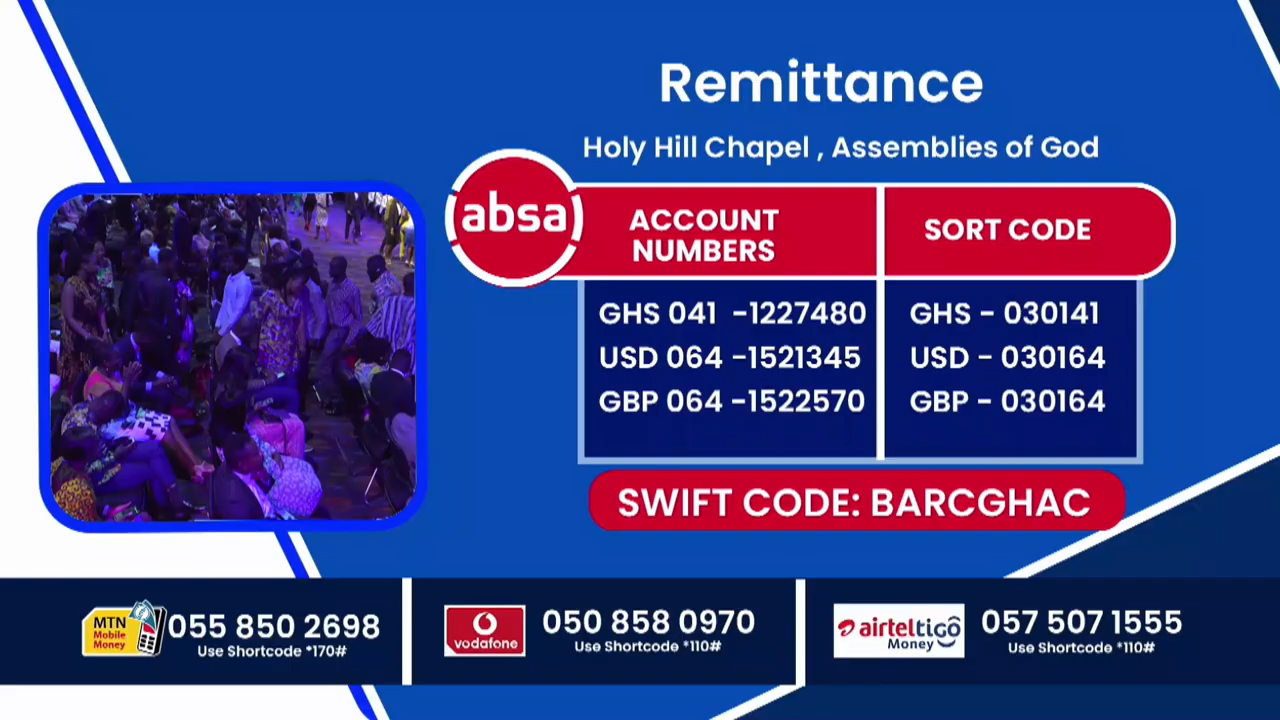 Remittance
Holy Hill Chapel , Assemblies of God
absa
ACCOUNT
NUMBERS
SORT CODE
GHS 041 -1227480
GHS - 030141
USD 064 -1521345
USD - 030164
GBP 064 -1522570
GBP - 030164
SWIFT CODE: BARCGHAC
MTN
Mobile
Money
055 850 2698
Use Shortcode *170#
vodafone
050 858 0970
Use Shortcode *110#
airteltigo
Money
057 507 1555
Use Shortcode *110#